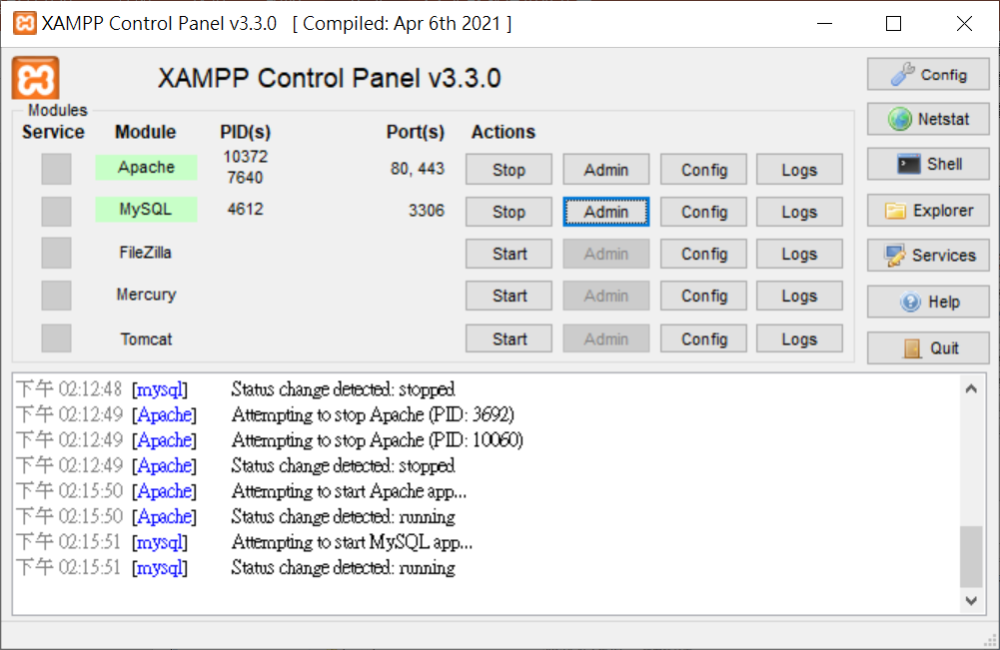 XAMPP Control Panel v3.3.0 [ Compiled: Apr 6th 2021 ]
XAMPP Control Panel v3.3.0
Config
Modules
Service Module PID(s) Port(s) Actions
Netstat
Apache 10372 7640 80, 443 Stop Admin Config Logs
Shell
MySQL 4612 3306 Stop Admin Config Logs
Explorer
FileZilla Start Admin Config Logs
Services
Mercury Start Admin Config Logs
Help
Tomcat Start Admin Config Logs
Quit
下午 02:12:48 [mysql] Status change detected: stopped
下午 02:12:49 [Apache] Attempting to stop Apache (PID: 3692)
下午 02:12:49 [Apache] Attempting to stop Apache (PID: 10060)
下午 02:12:49 [Apache] Status change detected: stopped
下午 02:15:50 [Apache] Attempting to start Apache app...
下午 02:15:50 [Apache] Status change detected: running
下午 02:15:51 [mysql] Attempting to start MySQL app...
下午 02:15:51 [mysql] Status change detected: running